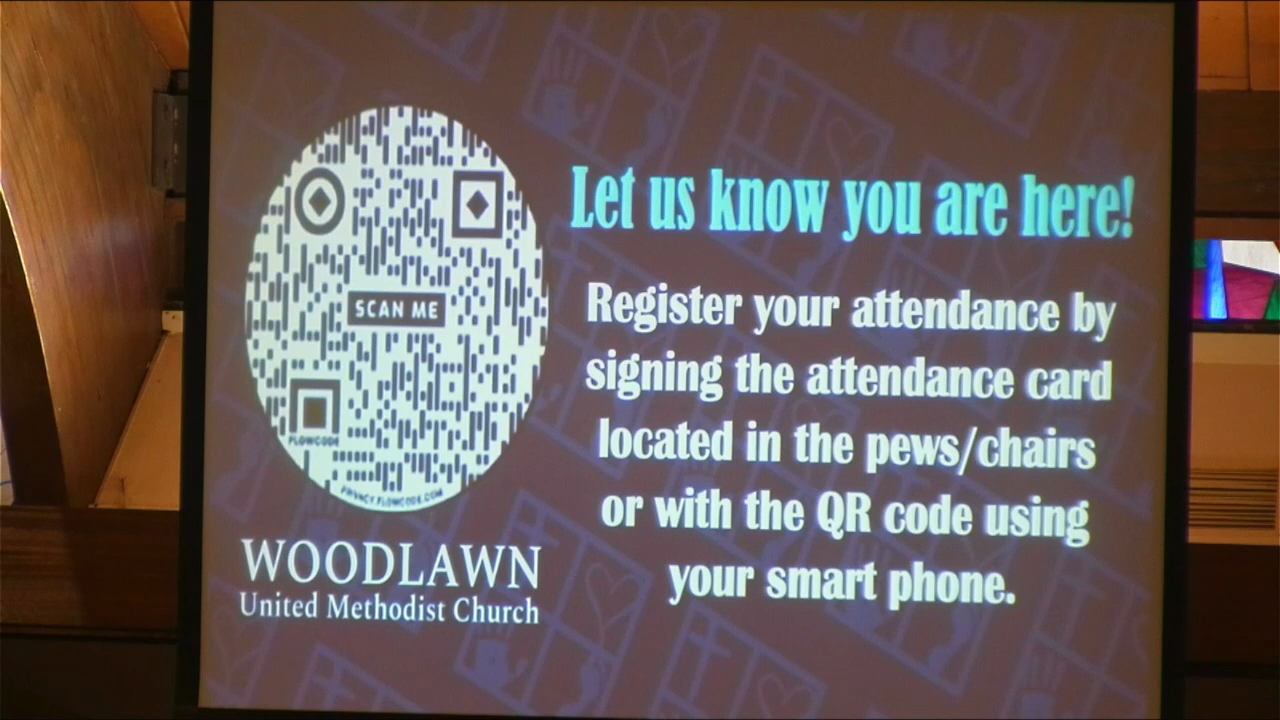 SCAN ME
FLOWCODE
PRIVACY.FLOWCODE.COM
WOODLAWN
United Methodist Church
Let us know you are here!
Register your attendance by
signing the attendance card
located in the pews/chairs
or with the QR code using
your smart phone.